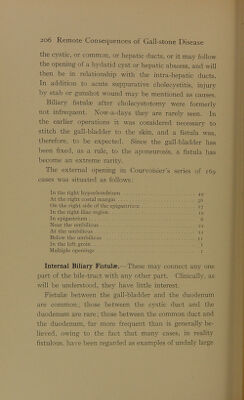 206 Remote Consequences of Gall-stone Disease
the cystic, or common, or hepatic ducts, or it may follow
the opening of a hydatid cyst or hepatic abscess, and will
then be in relationship with the intra-hepatic ducts.
In addition to acute suppurative cholecystitis, injury
by stab or gunshot wound may be mentioned as causes.
Biliary fistulæ after cholecystotomy were formerly
not infrequent. Now-a-days they are rarely seen. In
the earlier operations it was considered necessary to
stitch the gall-bladder to the skin, and a fistula was,
therefore, to be expected. Since the gall-bladder has
been fixed, as a rule, to the aponeurosis, a fistula has
become an extreme rarity.
The external opening in Courvoisier's series of 169
cases was situated as follows:
In the right hypochondrium
At the right costal margin
On the right side of the epigastrium
In the right iliac region
In epigastrium
Near the umbilicus
At the umbilicus
Below the umbilicus
In the left groin
Multiple openings
Internal Biliary Fistulæ.—These may connect any one
part of the bile-tract with any other part. Clinically, as
will be understood, they have little interest.
Fistulæ between the gall-bladder and the duodenum
are common; those between the cystic duct and the
duodenum are rare; those between the common duct and
the duodenum, far more frequent than is generally be-
lieved, owing to the fact that many cases, in reality
fistulous, have been regarded as examples of unduly large